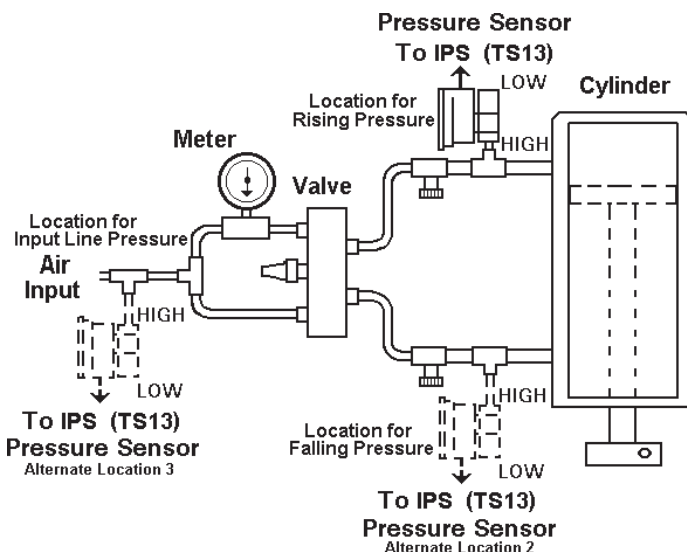 Pressure Sensor
To IPS (TS13)
LOW
Location for
Rising Pressure
HIGH
Cylinder
Meter
Valve
Location for
Input Line Pressure
Air
Input
HIGH
LOW
To IPS (TS13)
Pressure Sensor
Alternate Location 3
HIGH
Location for
Falling Pressure
LOW
To IPS (TS13)
Pressure Sensor
Alternate Location 2